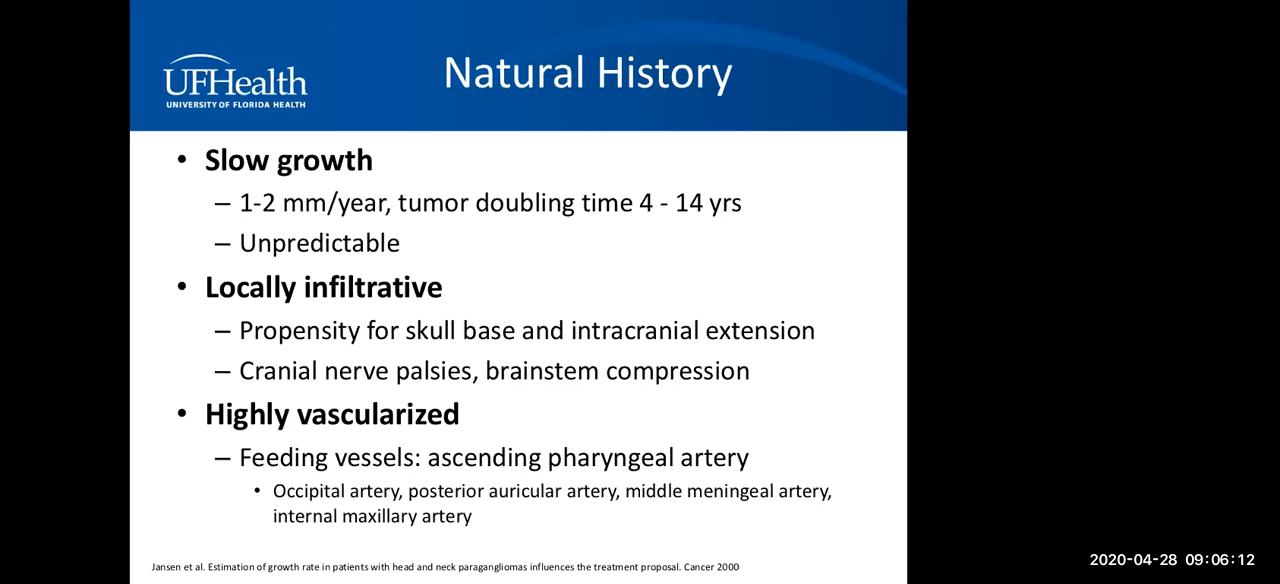 UFHealth
UNIVERSITY OF FLORIDA HEALTH
Natural History
• Slow growth
– 1-2 mm/year, tumor doubling time 4 - 14 yrs
– Unpredictable
• Locally infiltrative
– Propensity for skull base and intracranial extension
– Cranial nerve palsies, brainstem compression
• Highly vascularized
– Feeding vessels: ascending pharyngeal artery
• Occipital artery, posterior auricular artery, middle meningeal artery,
internal maxillary artery
Jansen et al. Estimation of growth rate in patients with head and neck paragangliomas influences the treatment proposal. Cancer 2000
2020-04-28 09:06:12